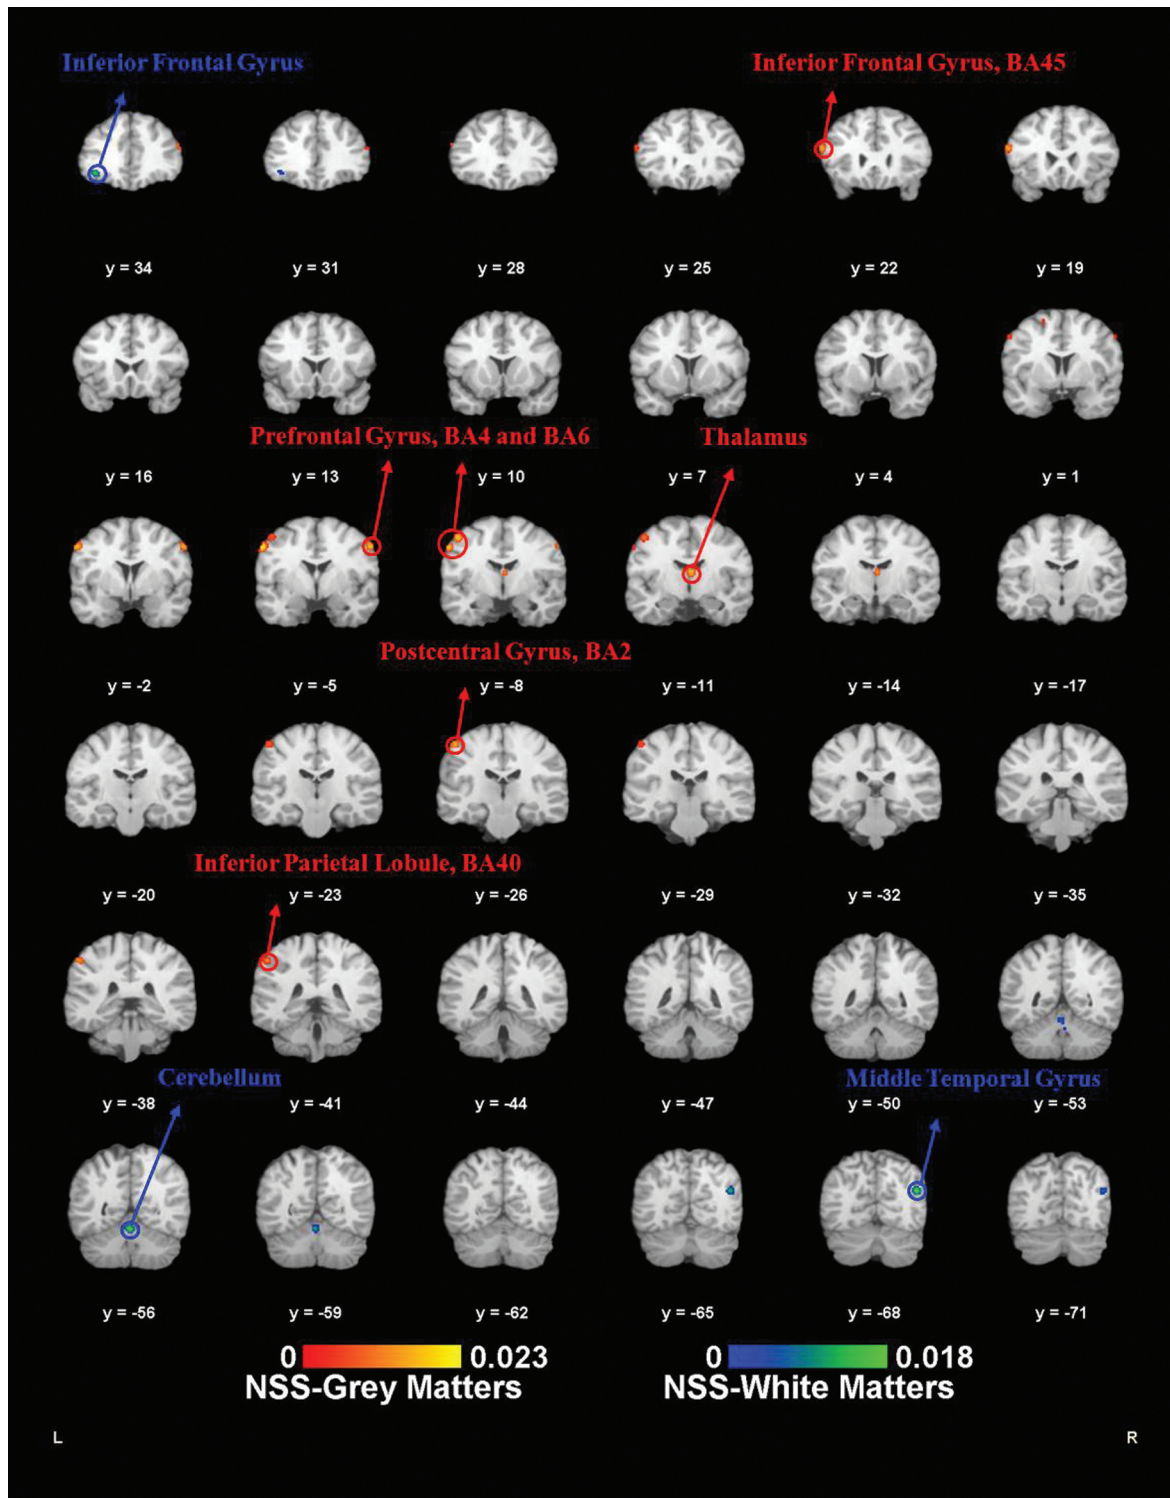 Inferior Frontal Gyrus
Inferior Frontal Gyrus, BA45
y = 34
y = 31
y = 28
y = 25
y = 22
y = 19
Prefrontal Gyrus, BA4 and BA6
Thalamus
y = 16
y = 13
y = 10
y = 7
y = 4
y = 1
Postcentral Gyrus, BA2
y = -2
y = -5
y = -8
y = -11
y = -14
y = -17
Inferior Parietal Lobule, BA40
y = -20
y = -23
y = -26
y = -29
y = -32
y = -35
Cerebellum
Middle Temporal Gyrus
y = -38
y = -41
y = -44
y = -47
y = -50
y = -53
y = -56
y = -59
y = -62
y = -65
y = -68
y = -71
0 0.023
NSS-Grey Matters
0 0.018
NSS-White Matters
L
R